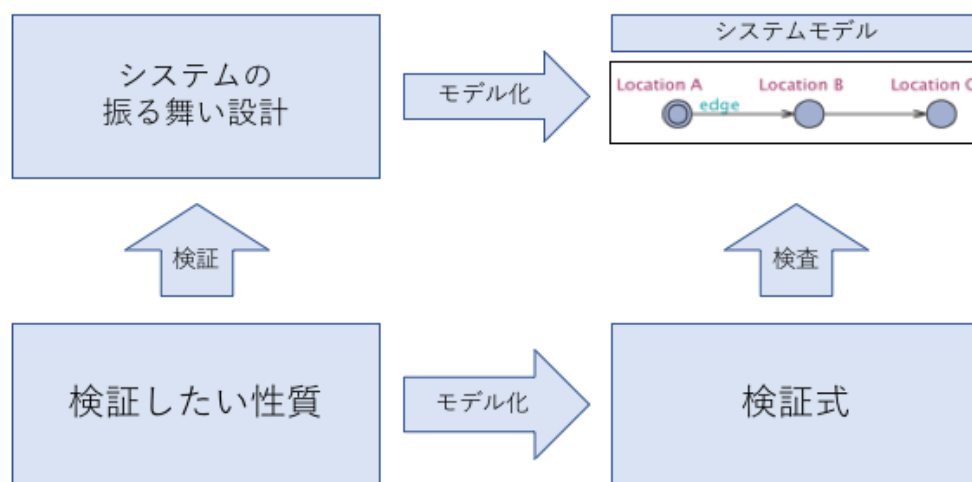 システムの
振る舞い設計
モデル化
システムモデル
Location A
Location B
Location C
edge
検証
検査
検証したい性質
モデル化
検証式